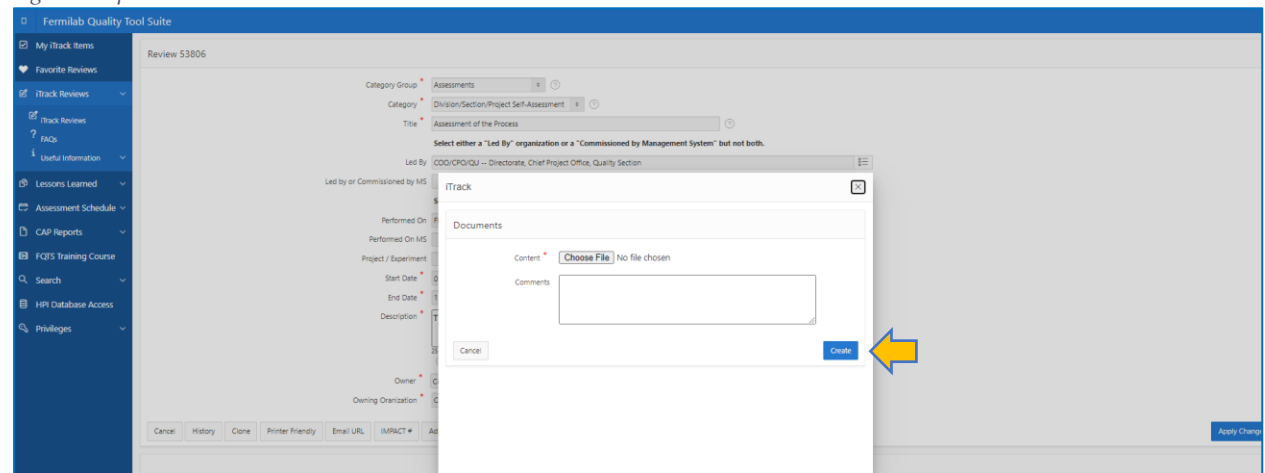 Fermilab Quality Tool Suite
My iTrack Items
Favorite Reviews
iTrack Reviews
iTrack Reviews
FAQs
Useful Information
Lessons Learned
Assessment Schedule
CAP Reports
FQTS Training Course
Search
HPI Database Access
Privileges
Review 53806
Category Group * Assessments
Category * Division/Section/Project Self-Assessment
Title * Assessment of the Process
Select either a "Led By" organization or a "Commissioned by Management System" but not both.
Led By CDO/CPO/QU -- Directorate, Chief Project Office, Quality Section
Led by or Commissioned by MS
Performed On
Performed On MS
Project / Experiment
Start Date *
End Date *
Description *
Owner *
Owning Oranization *
iTrack
Documents
Content * Choose File No file chosen
Comments
Cancel Create
Cancel History Clone Printer Friendly Email URL IMPACT # Apply Chang